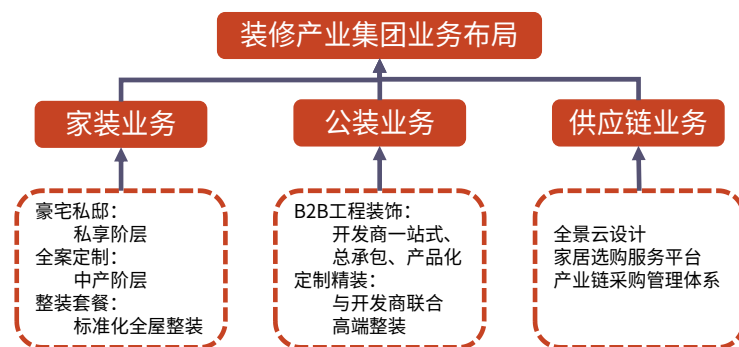 装修产业集团业务布局
家装业务
公装业务
供应链业务
豪宅私邸：
私享阶层
全案定制：
中产阶层
整装套餐：
标准化全屋整装
B2B工程装饰：
开发商一站式、
总承包、产品化
定制精装：
与开发商联合
高端整装
全景云设计
家居选购服务平台
产业链采购管理体系